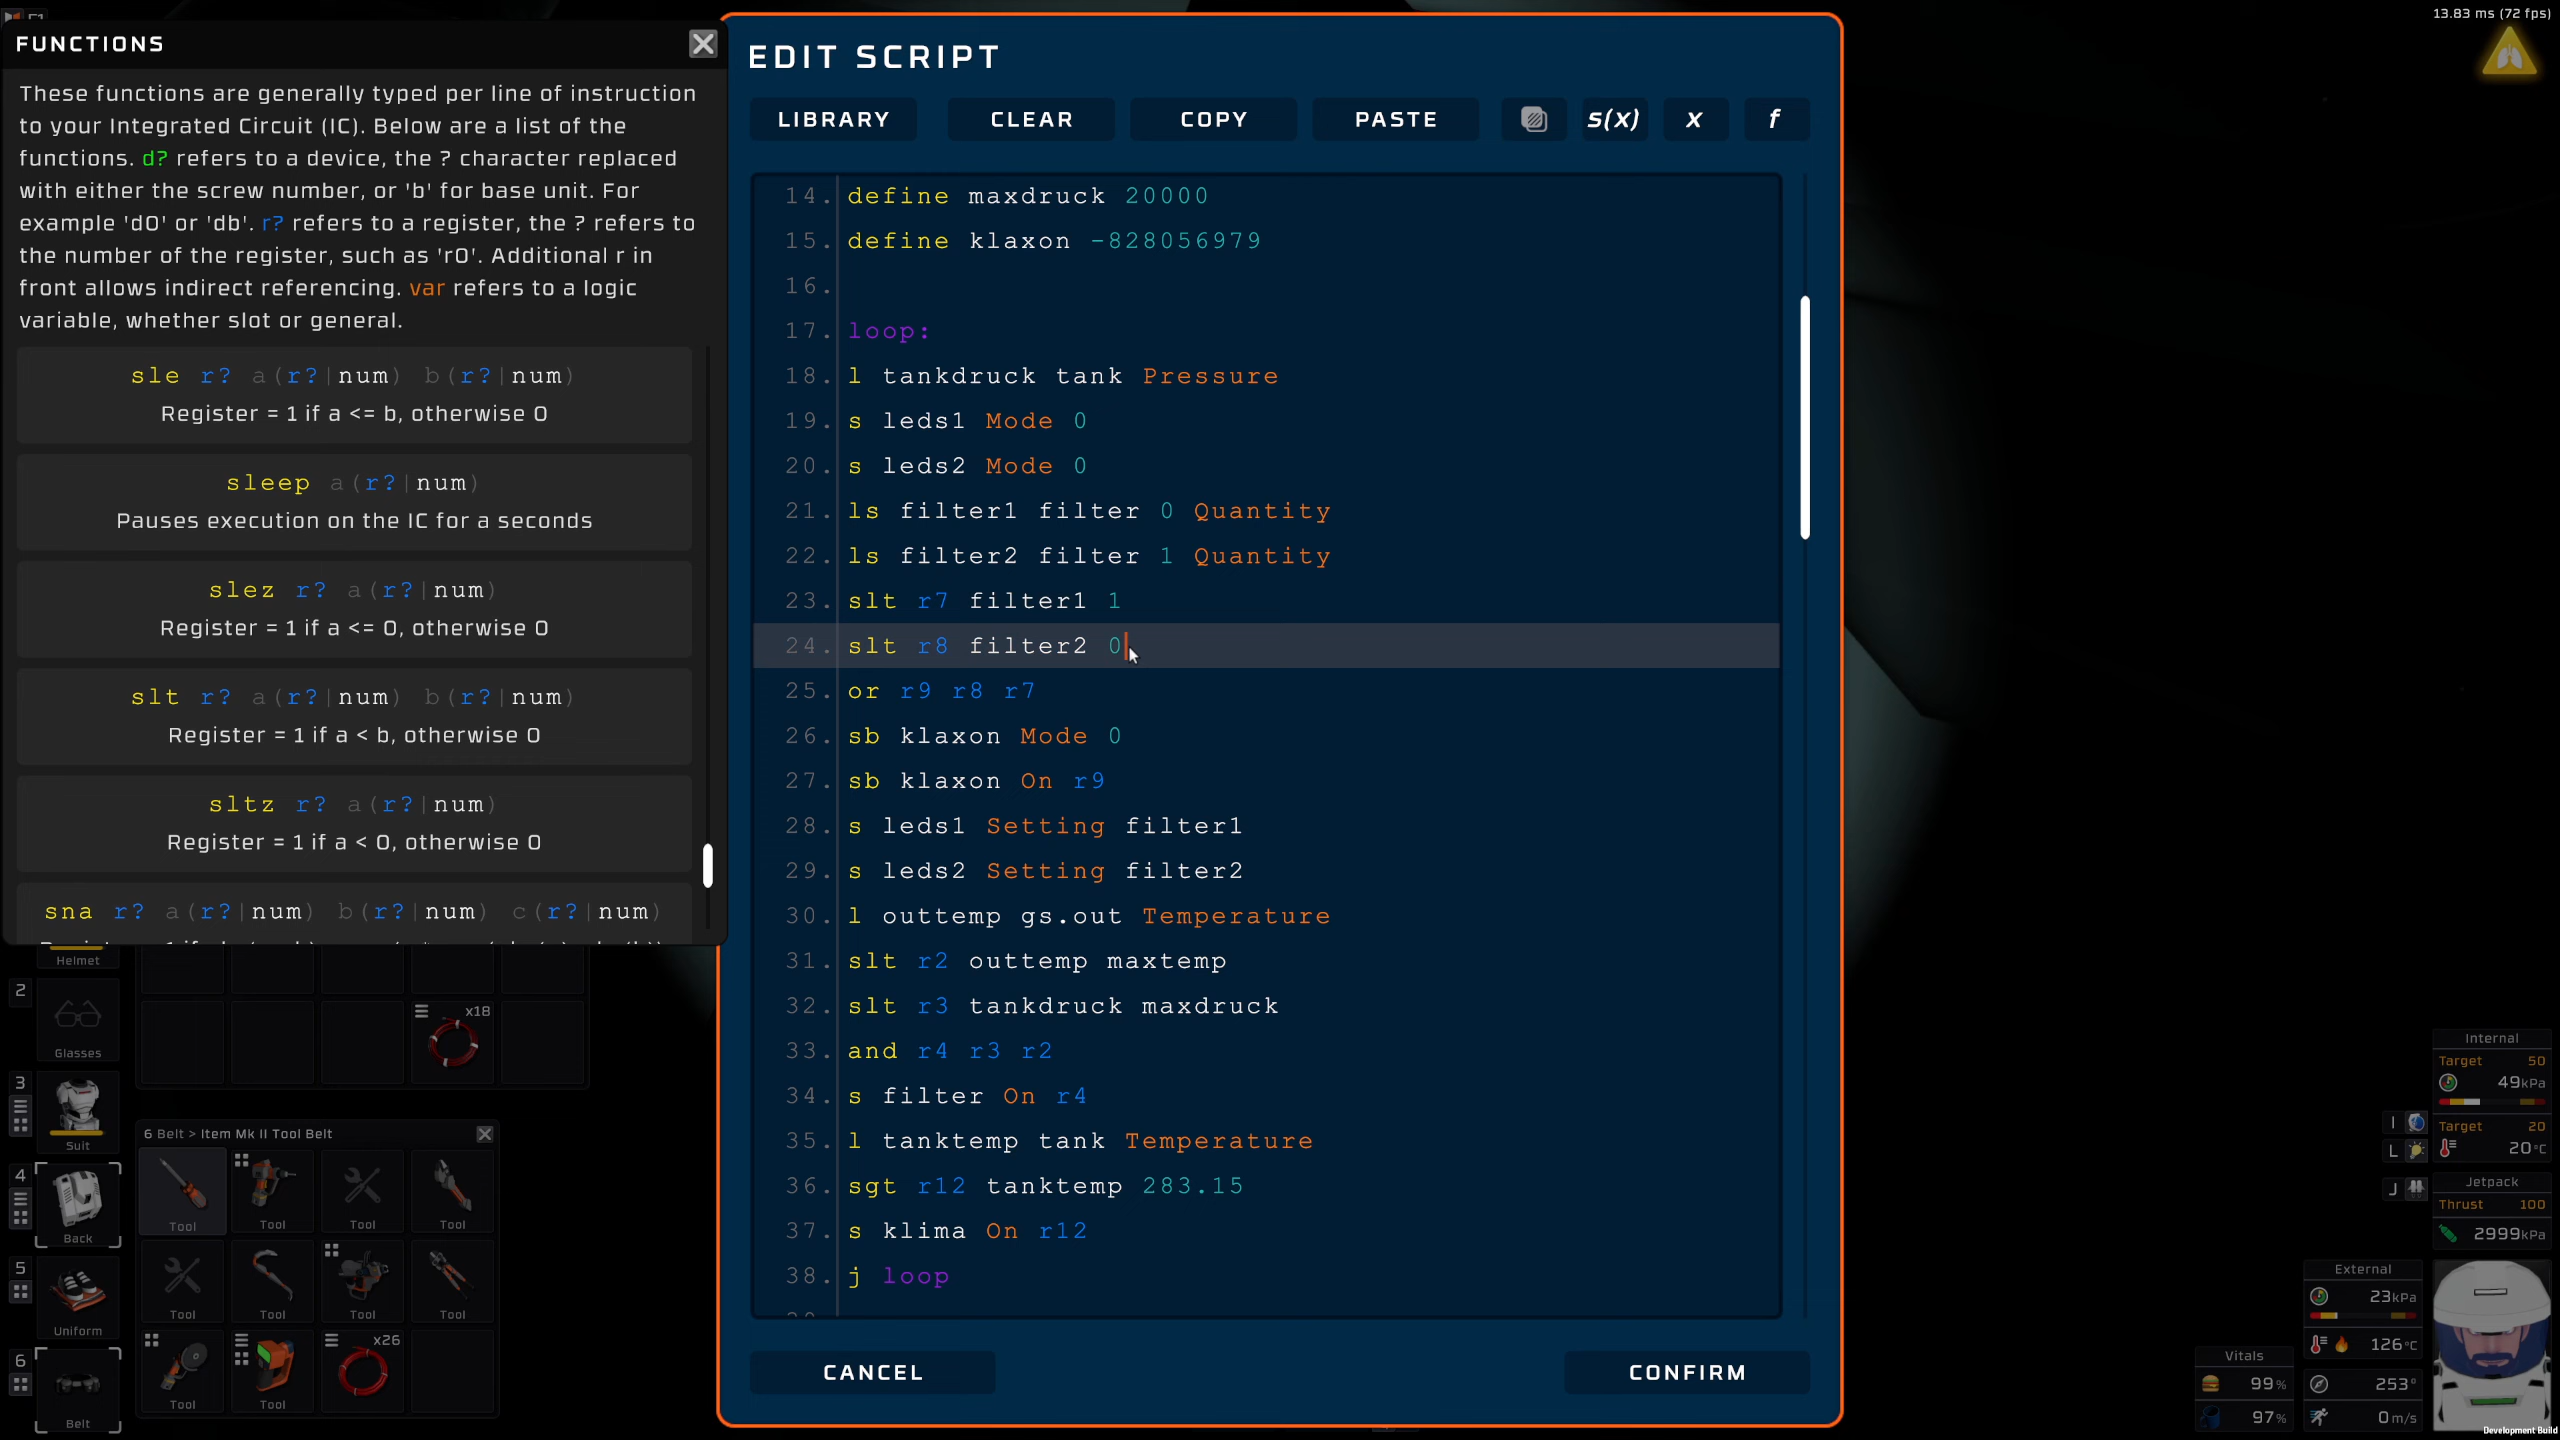 13.83 ms (72 fps)
FUNCTIONS
These functions are generally typed per line of instruction
to your Integrated Circuit (IC). Below are a list of the
functions. d? refers to a device, the ? character replaced
with either the screw number, or 'b' for base unit. For
example 'd0' or 'db'. r? refers to a register, the ? refers to
the number of the register, such as 'r0'. Additional r in
front allows indirect referencing. var refers to a logic
variable, whether slot or general.
sle r? a(r?|num) b(r?|num)
Register = 1 if a <= b, otherwise 0
sleep a(r?|num)
Pauses execution on the IC for a seconds
slez r? a(r?|num)
Register = 1 if a <= 0, otherwise 0
slt r? a(r?|num) b(r?|num)
Register = 1 if a < b, otherwise 0
sltz r? a(r?|num)
Register = 1 if a < 0, otherwise 0
sna r? a(r?|num) b(r?|num) c(r?|num)
EDIT SCRIPT
LIBRARY CLEAR COPY PASTE s(x) x f
14. define maxdruck 20000
15. define klaxon -828056979
16.
17. loop:
18. l tankdruck tank Pressure
19. s leds1 Mode 0
20. s leds2 Mode 0
21. ls filter1 filter 0 Quantity
22. ls filter2 filter 1 Quantity
23. slt r7 filter1 1
24. slt r8 filter2 0
25. or r9 r8 r7
26. sb klaxon Mode 0
27. sb klaxon On r9
28. s leds1 Setting filter1
29. s leds2 Setting filter2
30. l outtemp gs.out Temperature
31. slt r2 outtemp maxtemp
32. slt r3 tankdruck maxdruck
33. and r4 r3 r2
34. s filter On r4
35. l tanktemp tank Temperature
36. sgt r12 tanktemp 283.15
37. s klima On r12
38. j loop
CANCEL CONFIRM
Helmet
2
Glasses
3
Suit
4
Back
5
Uniform
6
Belt
x18
6 Belt > Item Mk II Tool Belt
Tool Tool Tool Tool
Tool Tool Tool Tool
x26
Tool Tool Tool
Internal
Target 50
49kPa
Target 20
20°C
I
L
J
Jetpack
Thrust 100
2999kPa
External
23kPa
126°C
253°
0m/s
Vitals
99%
97%
Development Build